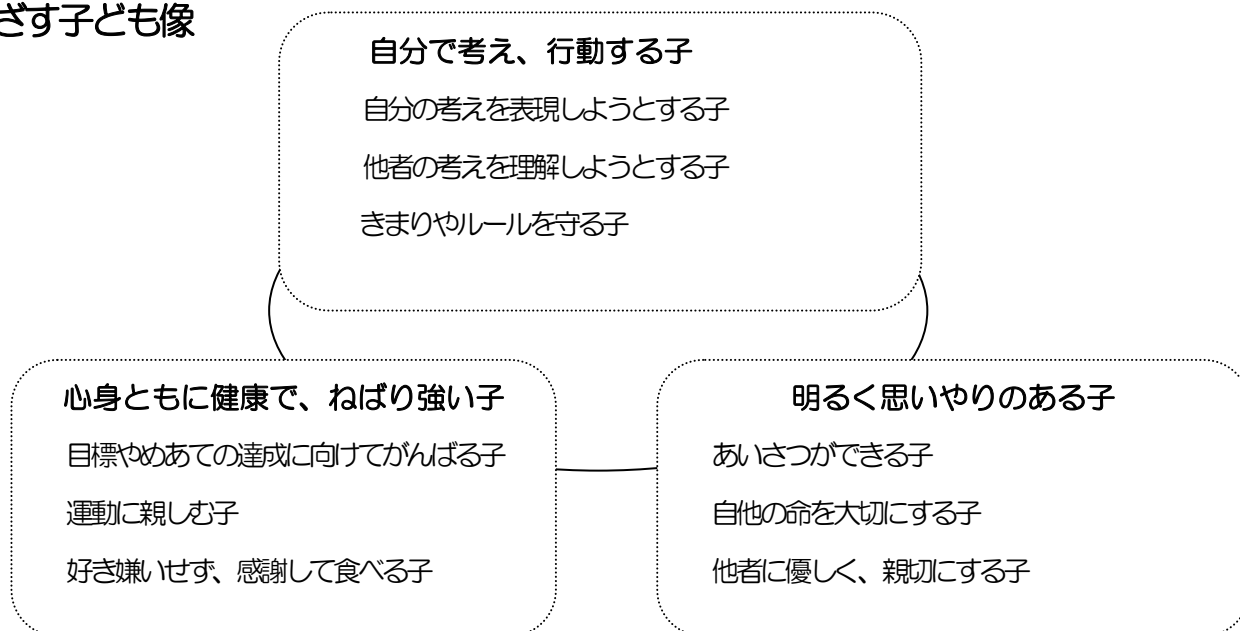 ざす子ども像
自分で考え、行動する子
自分の考えを表現しようとする子
他者の考えを理解しようとする子
きまりやルールを守る子
心身ともに健康で、ねばり強い子
目標やめあての達成に向けてがんばる子
運動に親しむ子
好き嫌いせず、感謝して食べる子
明るく思いやりのある子
あいさつができる子
自他の命を大切にする子
他者に優しく、親切にする子